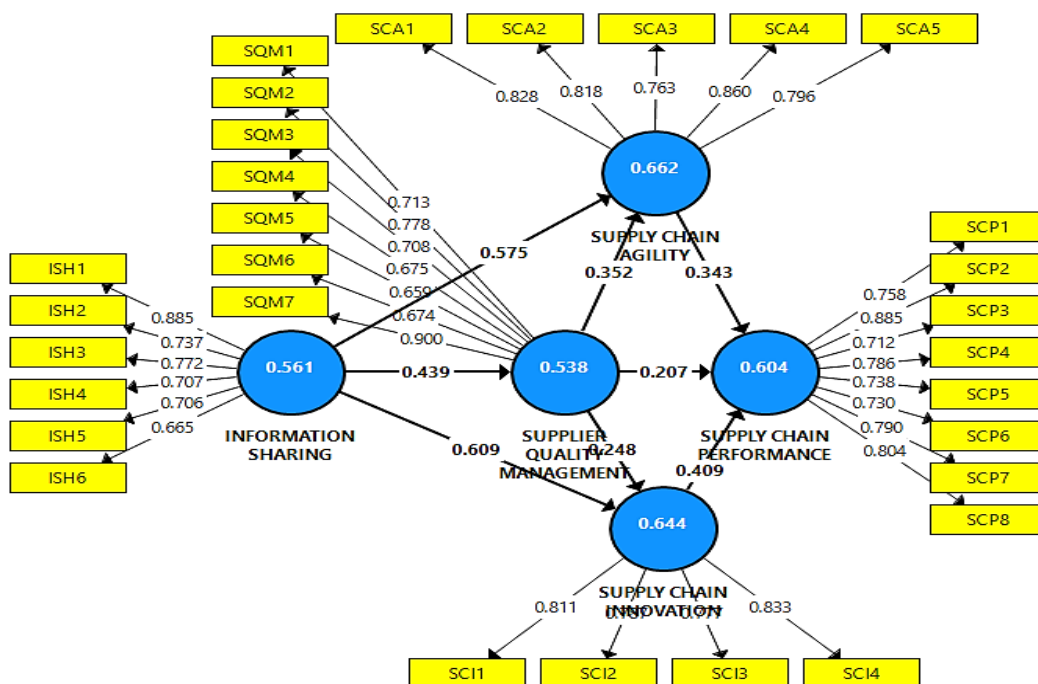 SCA1
SCA2
SCA3
SCA4
SCA5
0.828
0.818
0.763
0.860
0.796
SQM1
SQM2
SQM3
SQM4
SQM5
SQM6
SQM7
0.713
0.778
0.708
0.675
0.659
0.674
0.900
0.662
SUPPLY CHAIN
AGILITY
0.575
0.352
0.343
ISH1
ISH2
ISH3
ISH4
ISH5
ISH6
0.885
0.737
0.772
0.707
0.706
0.665
0.561
INFORMATION
SHARING
0.439
0.538
SUPPLIER
QUALITY
MANAGEMENT
0.207
0.604
SUPPLY CHAIN
PERFORMANCE
0.758
0.885
0.712
0.786
0.738
0.730
0.790
0.804
SCP1
SCP2
SCP3
SCP4
SCP5
SCP6
SCP7
SCP8
0.609
0.248
0.409
0.644
SUPPLY CHAIN
INNOVATION
0.811
0.833
SCI1
SCI2
SCI3
SCI4